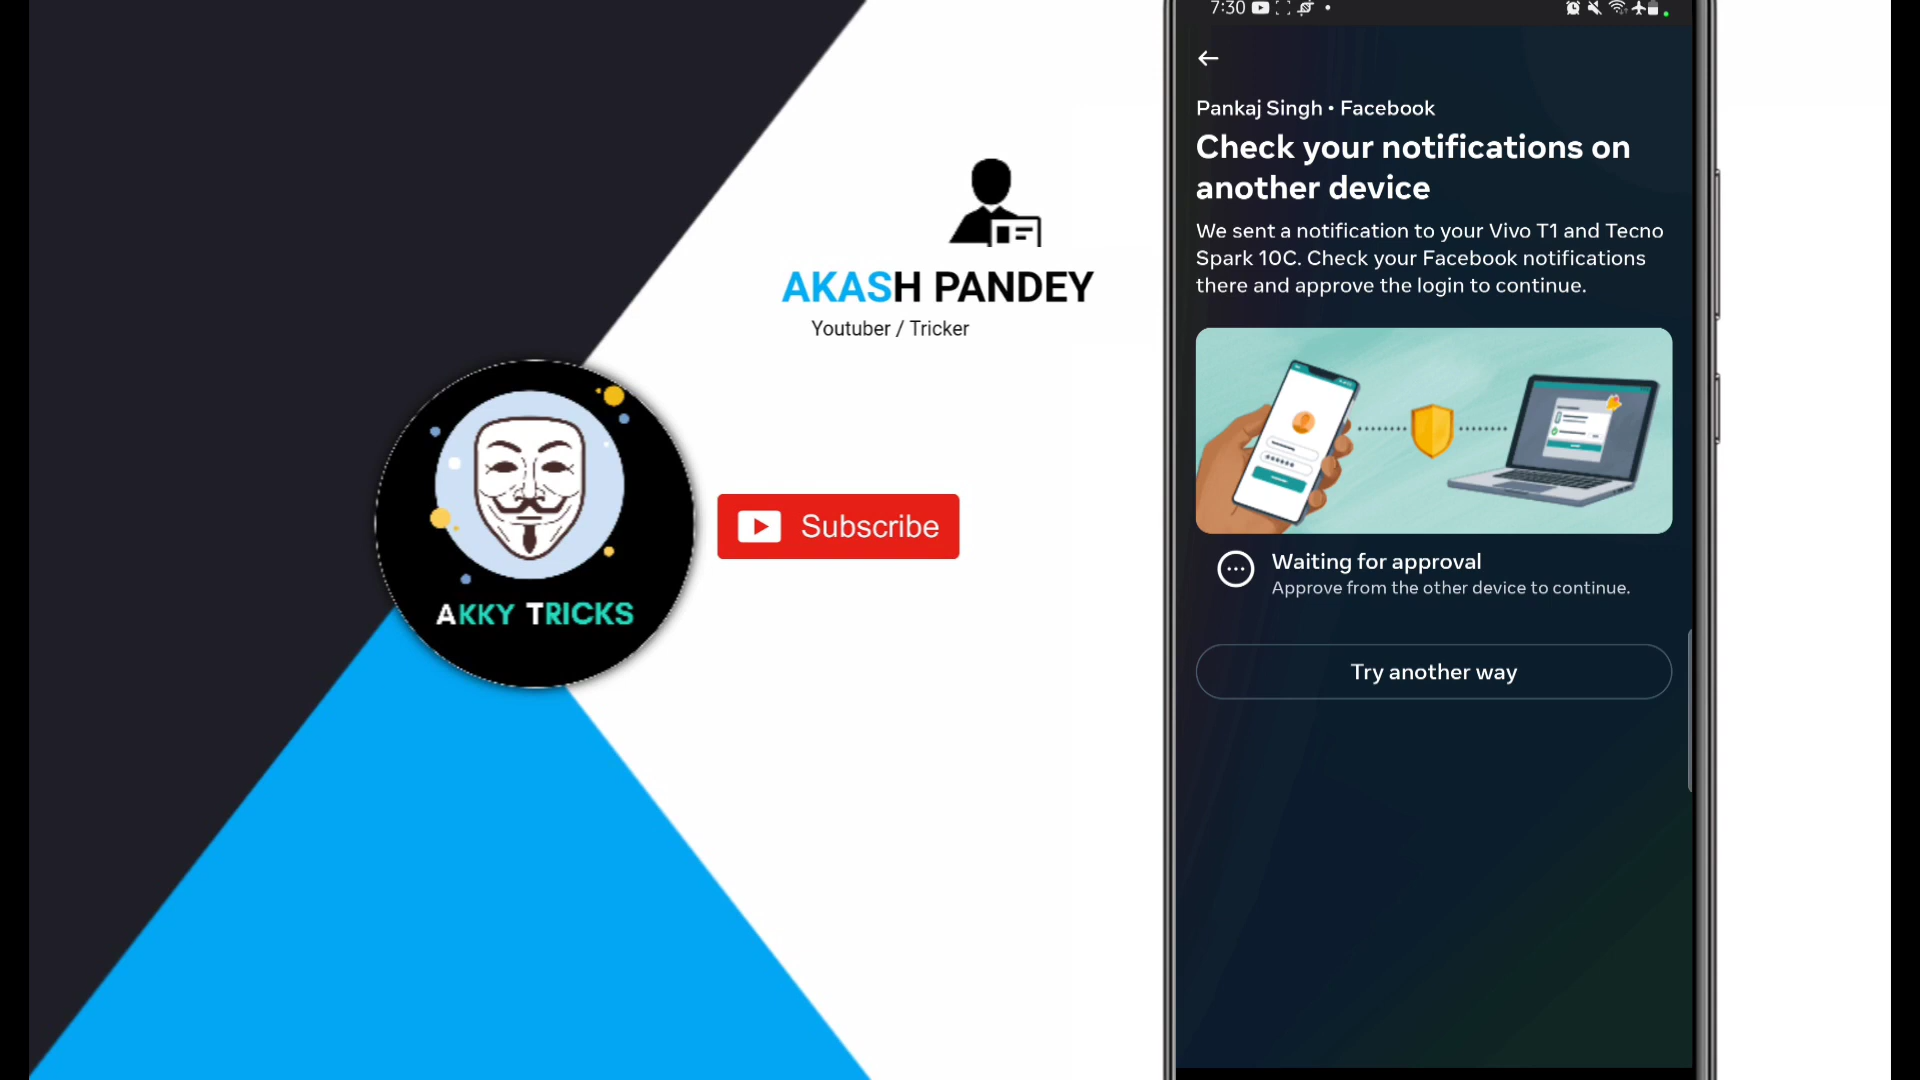 AKASH PANDEY
Youtuber / Tricker
Subscribe
AKKY TRICKS
7:30
Pankaj Singh • Facebook
Check your notifications on
another device
We sent a notification to your Vivo T1 and Tecno
Spark 10C. Check your Facebook notifications
there and approve the login to continue.
Waiting for approval
Approve from the other device to continue.
Try another way